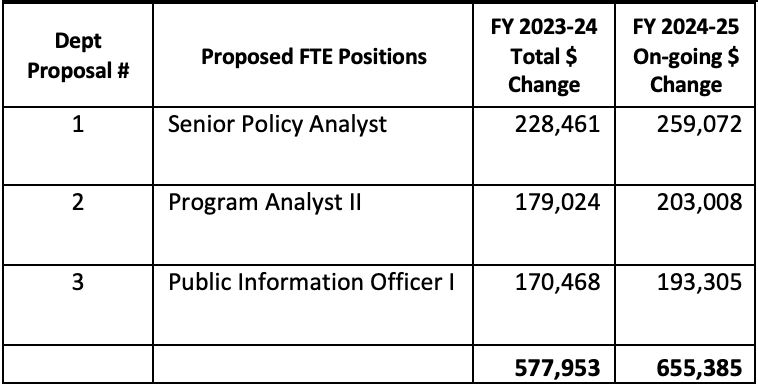 Dept Proposal # Proposed FTE Positions FY 2023-24 Total $ Change FY 2024-25 On-going $ Change
1 Senior Policy Analyst 228,461 259,072
2 Program Analyst II 179,024 203,008
3 Public Information Officer I 170,468 193,305
577,953 655,385